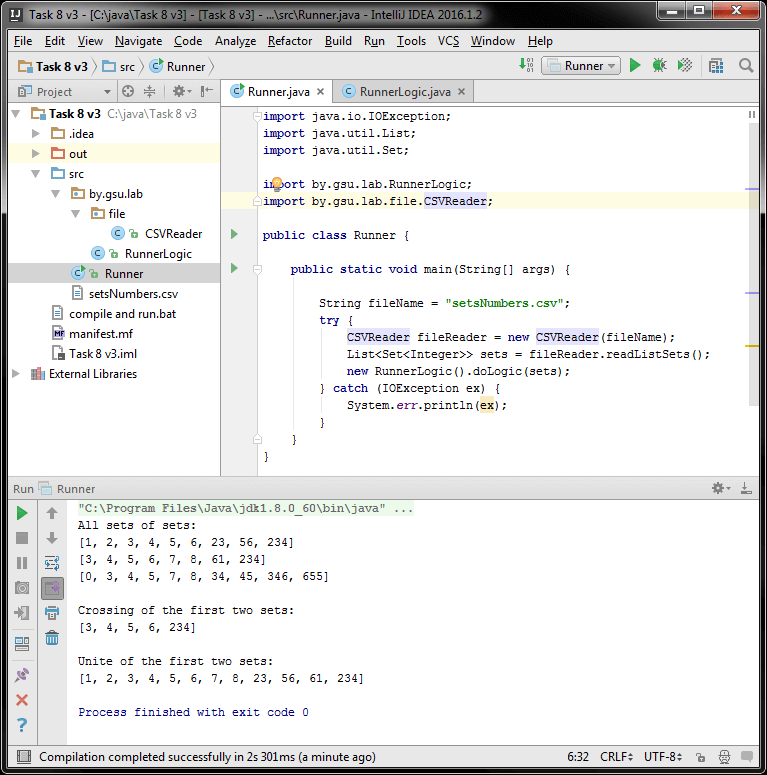 Task 8 v3 - [C:\java\Task 8 v3] - [Task 8 v3] - ...\src\Runner.java - IntelliJ IDEA 2016.1.2
File Edit View Navigate Code Analyze Refactor Build Run Tools VCS Window Help
Task 8 v3 src Runner Runner
Project
Runner.java RunnerLogic.java
Task 8 v3 C:\java\Task 8 v3
.idea
out
src
by.gsu.lab
file
CSVReader
RunnerLogic
Runner
setsNumbers.csv
compile and run.bat
manifest.mf
Task 8 v3.iml
External Libraries
import java.io.IOException;
import java.util.List;
import java.util.Set;
import by.gsu.lab.RunnerLogic;
import by.gsu.lab.file.CSVReader;
public class Runner {
public static void main(String[] args) {
String fileName = "setsNumbers.csv";
try {
CSVReader fileReader = new CSVReader(fileName);
List<Set<Integer>> sets = fileReader.readListSets();
new RunnerLogic().doLogic(sets);
} catch (IOException ex) {
System.err.println(ex);
}
}
}
Run Runner
"C:\Program Files\Java\jdk1.8.0_60\bin\java" ...
All sets of sets:
[1, 2, 3, 4, 5, 6, 23, 56, 234]
[3, 4, 5, 6, 7, 8, 61, 234]
[0, 3, 4, 5, 7, 8, 34, 45, 346, 655]
Crossing of the first two sets:
[3, 4, 5, 6, 234]
Unite of the first two sets:
[1, 2, 3, 4, 5, 6, 7, 8, 23, 56, 61, 234]
Process finished with exit code 0
Compilation completed successfully in 2s 301ms (a minute ago) 6:32 CRLF UTF-8